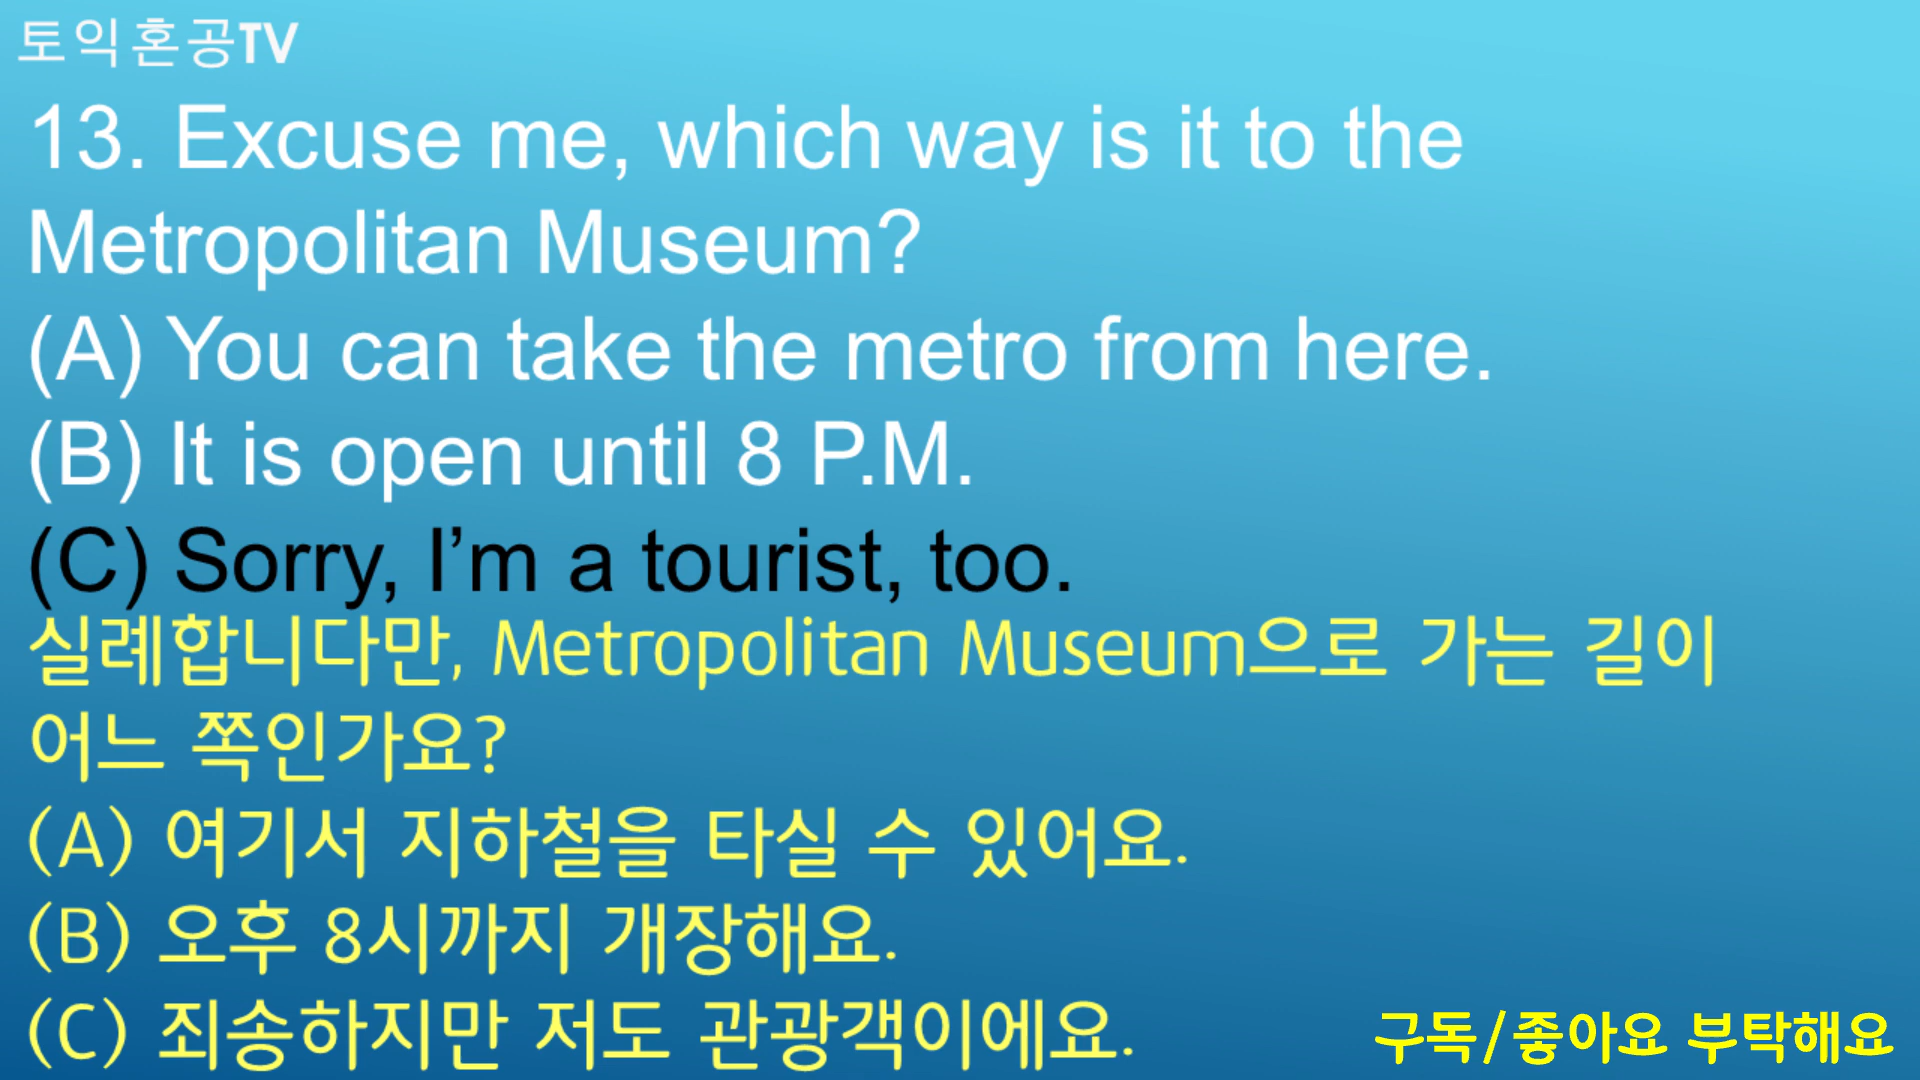 토익혼공TV
13. Excuse me, which way is it to the
Metropolitan Museum?
(A) You can take the metro from here.
(B) It is open until 8 P.M.
(C) Sorry, I’m a tourist, too.
실례합니다만, Metropolitan Museum으로 가는 길이
어느 쪽인가요?
(A) 여기서 지하철을 타실 수 있어요.
(B) 오후 8시까지 개장해요.
(C) 죄송하지만 저도 관광객이에요.
구독/좋아요 부탁해요